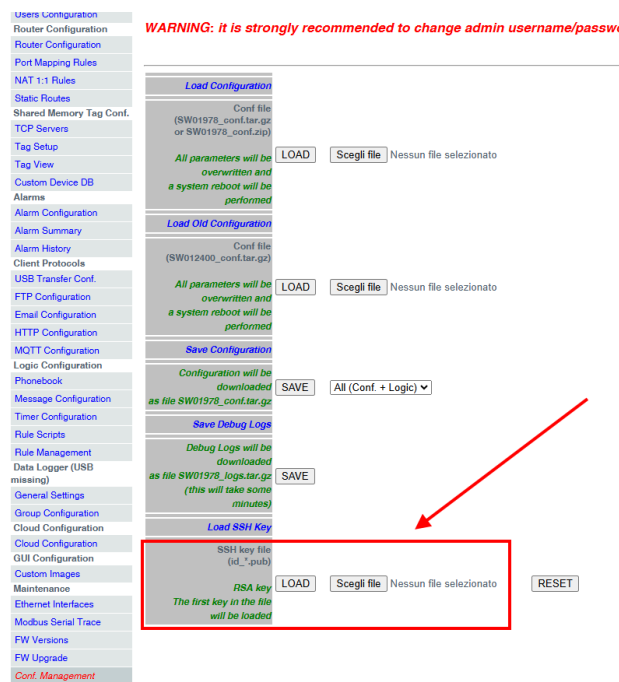 Users Configuration
Router Configuration
Router Configuration
Port Mapping Rules
NAT 1:1 Rules
Static Routes
Shared Memory Tag Conf.
TCP Servers
Tag Setup
Tag View
Custom Device DB
Alarms
Alarm Configuration
Alarm Summary
Alarm History
Client Protocols
USB Transfer Conf.
FTP Configuration
Email Configuration
HTTP Configuration
MQTT Configuration
Logic Configuration
Phonebook
Message Configuration
Timer Configuration
Rule Scripts
Rule Management
Data Logger (USB
missing)
General Settings
Group Configuration
Cloud Configuration
Cloud Configuration
GUI Configuration
Custom Images
Maintenance
Ethernet Interfaces
Modbus Serial Trace
FW Versions
FW Upgrade
Conf. Management
WARNING: it is strongly recommended to change admin username/passwo
Load Configuration
Conf file
(SW01978_conf.tar.gz
or SW01978_conf.zip)
All parameters will be
overwritten and
a system reboot will be
performed
LOAD Scegli file Nessun file selezionato
Load Old Configuration
Conf file
(SW012400_conf.tar.gz)
All parameters will be
overwritten and
a system reboot will be
performed
LOAD Scegli file Nessun file selezionato
Save Configuration
Configuration will be
downloaded
as file SW01978_conf.tar.gz
SAVE All (Conf. + Logic)
Save Debug Logs
Debug Logs will be
downloaded
as file SW01978_logs.tar.gz
(this will take some
minutes)
SAVE
Load SSH Key
SSH key file
(id_*.pub)
RSA key
The first key in the file
will be loaded
LOAD Scegli file Nessun file selezionato RESET